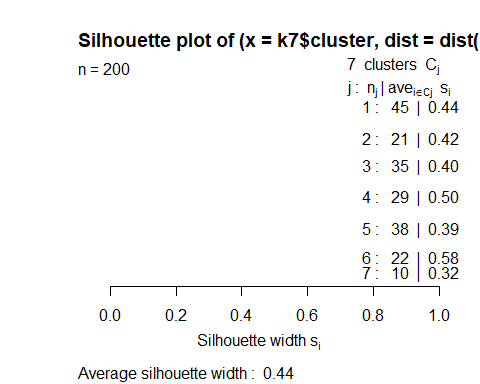 Silhouette plot of (x = k7$cluster, dist = dist(
n = 200
7 clusters Cj
j : nj | avei∈Cj si
1 : 45 | 0.44
2 : 21 | 0.42
3 : 35 | 0.40
4 : 29 | 0.50
5 : 38 | 0.39
6 : 22 | 0.58
7 : 10 | 0.32
0.0 0.2 0.4 0.6 0.8 1.0
Silhouette width si
Average silhouette width : 0.44